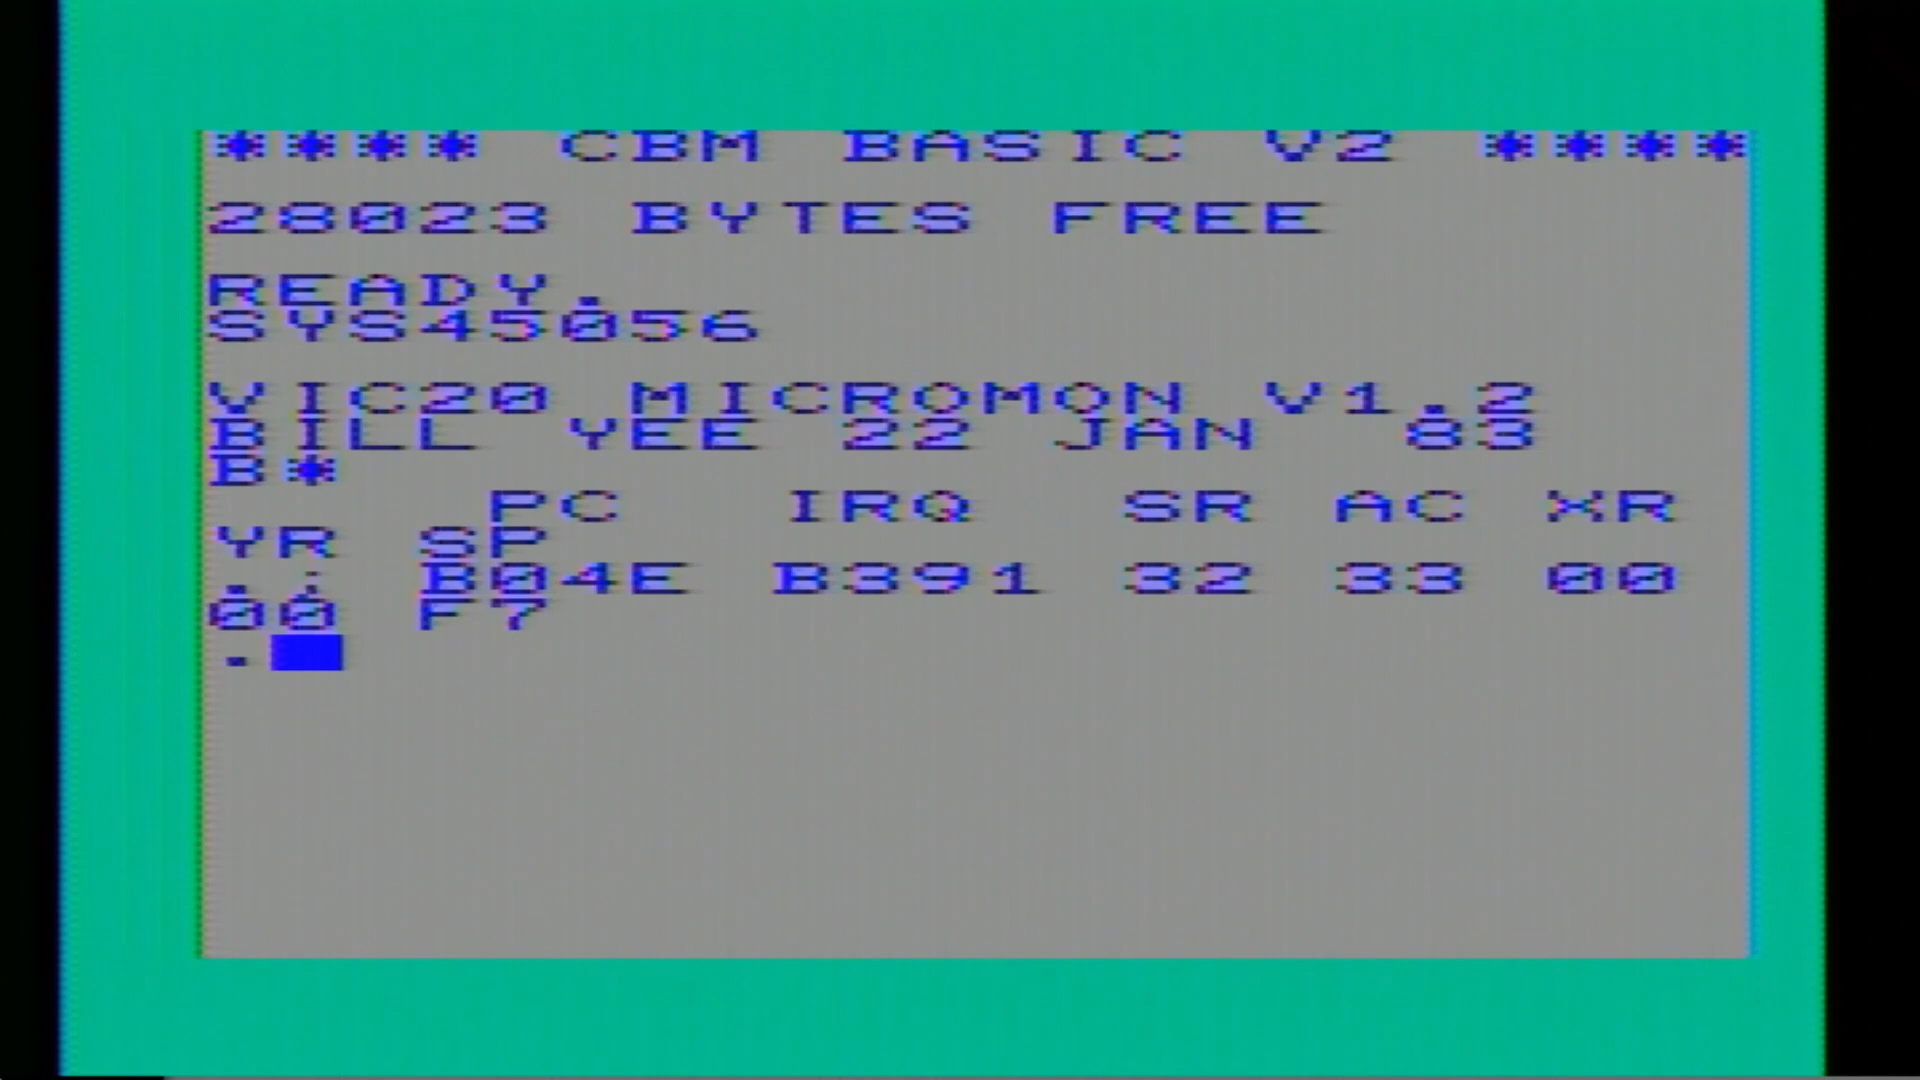 **** CBM BASIC V2 ****
28023 BYTES FREE
READY.
SYS45056
VIC20 MICROMON V1.2
BILL YEE 22 JAN  83
B*
    PC  IRQ  SR AC XR
YR SP
.; B04E B391 32 33 00
00 F7
.